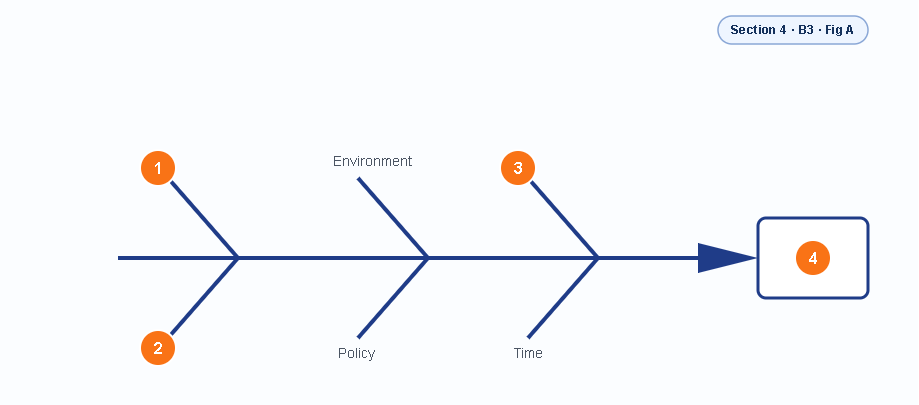 Section 4 · B3 · Fig A
Environment
1
3
4
2
Policy
Time